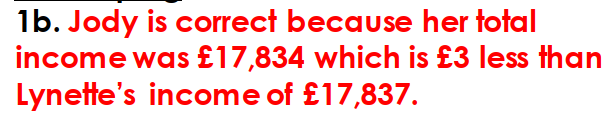 1b. Jody is correct because her total
income was £17,834 which is £3 less than
Lynette's income of £17,837.